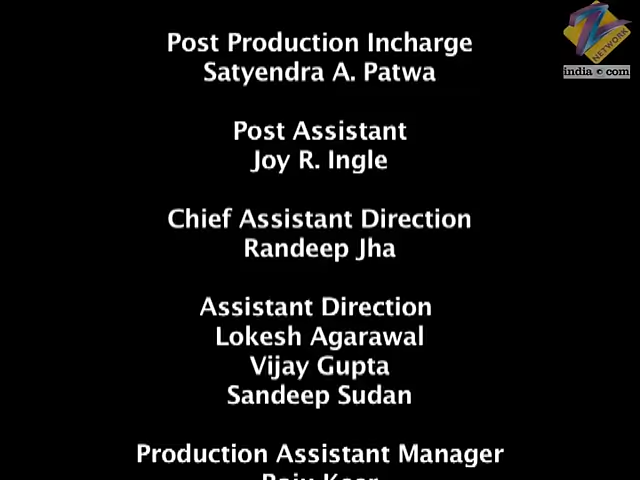 Post Production Incharge
Satyendra A. Patwa
Z
NETWORK
india © com
Post Assistant
Joy R. Ingle
Chief Assistant Direction
Randeep Jha
Assistant Direction
Lokesh Agarawal
Vijay Gupta
Sandeep Sudan
Production Assistant Manager